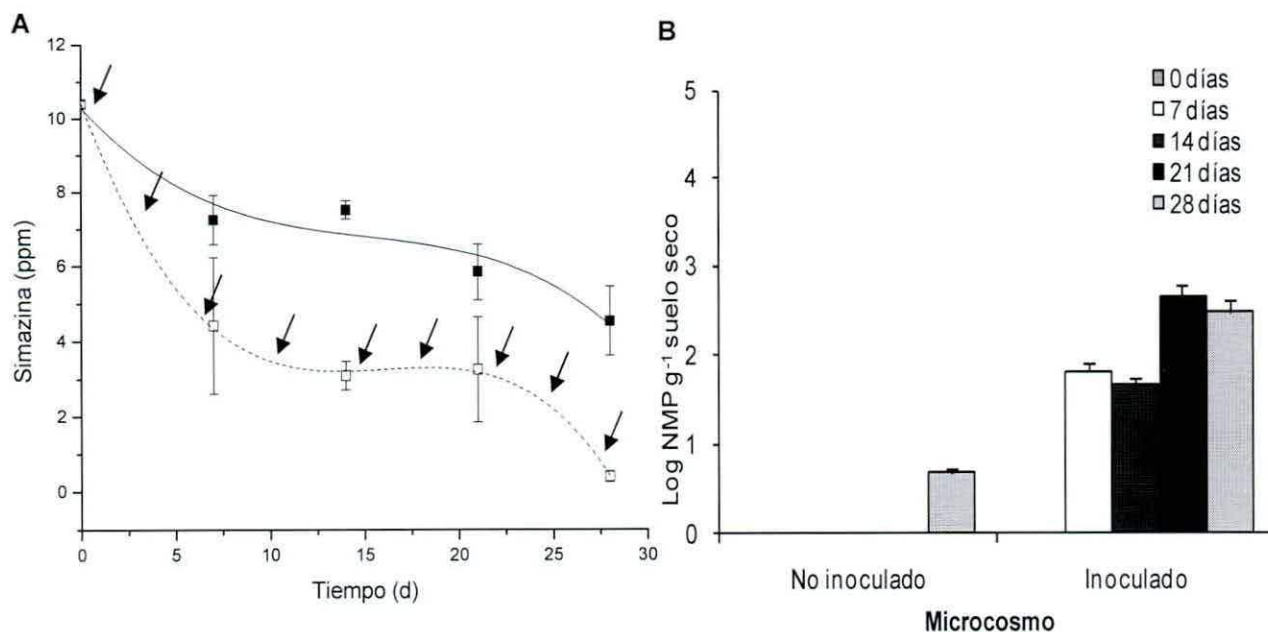 A
12
10
8
6
4
2
0
Simazina (ppm)
0 5 10 15 20 25 30
Tiempo (d)
B
5
4
3
2
1
0
Log NMP g-1 suelo seco
0 días
7 días
14 días
21 días
28 días
No inoculado Inoculado
Microcosmo